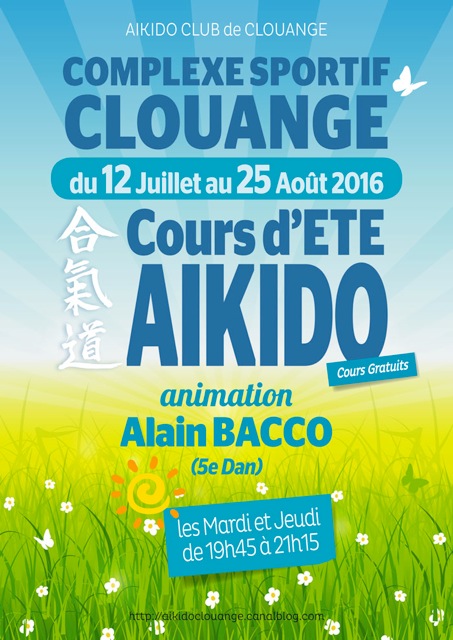 AIKIDO CLUB de CLOUANGE
COMPLEXE SPORTIF
CLOUANGE
du 12 Juillet au 25 Août 2016
合氣道
Cours d'ETE
AIKIDO
Cours Gratuits
animation
Alain BACCO
(5e Dan)
les Mardi et Jeudi
de 19h45 à 21h15
http://aikidoclouange.canalblog.com